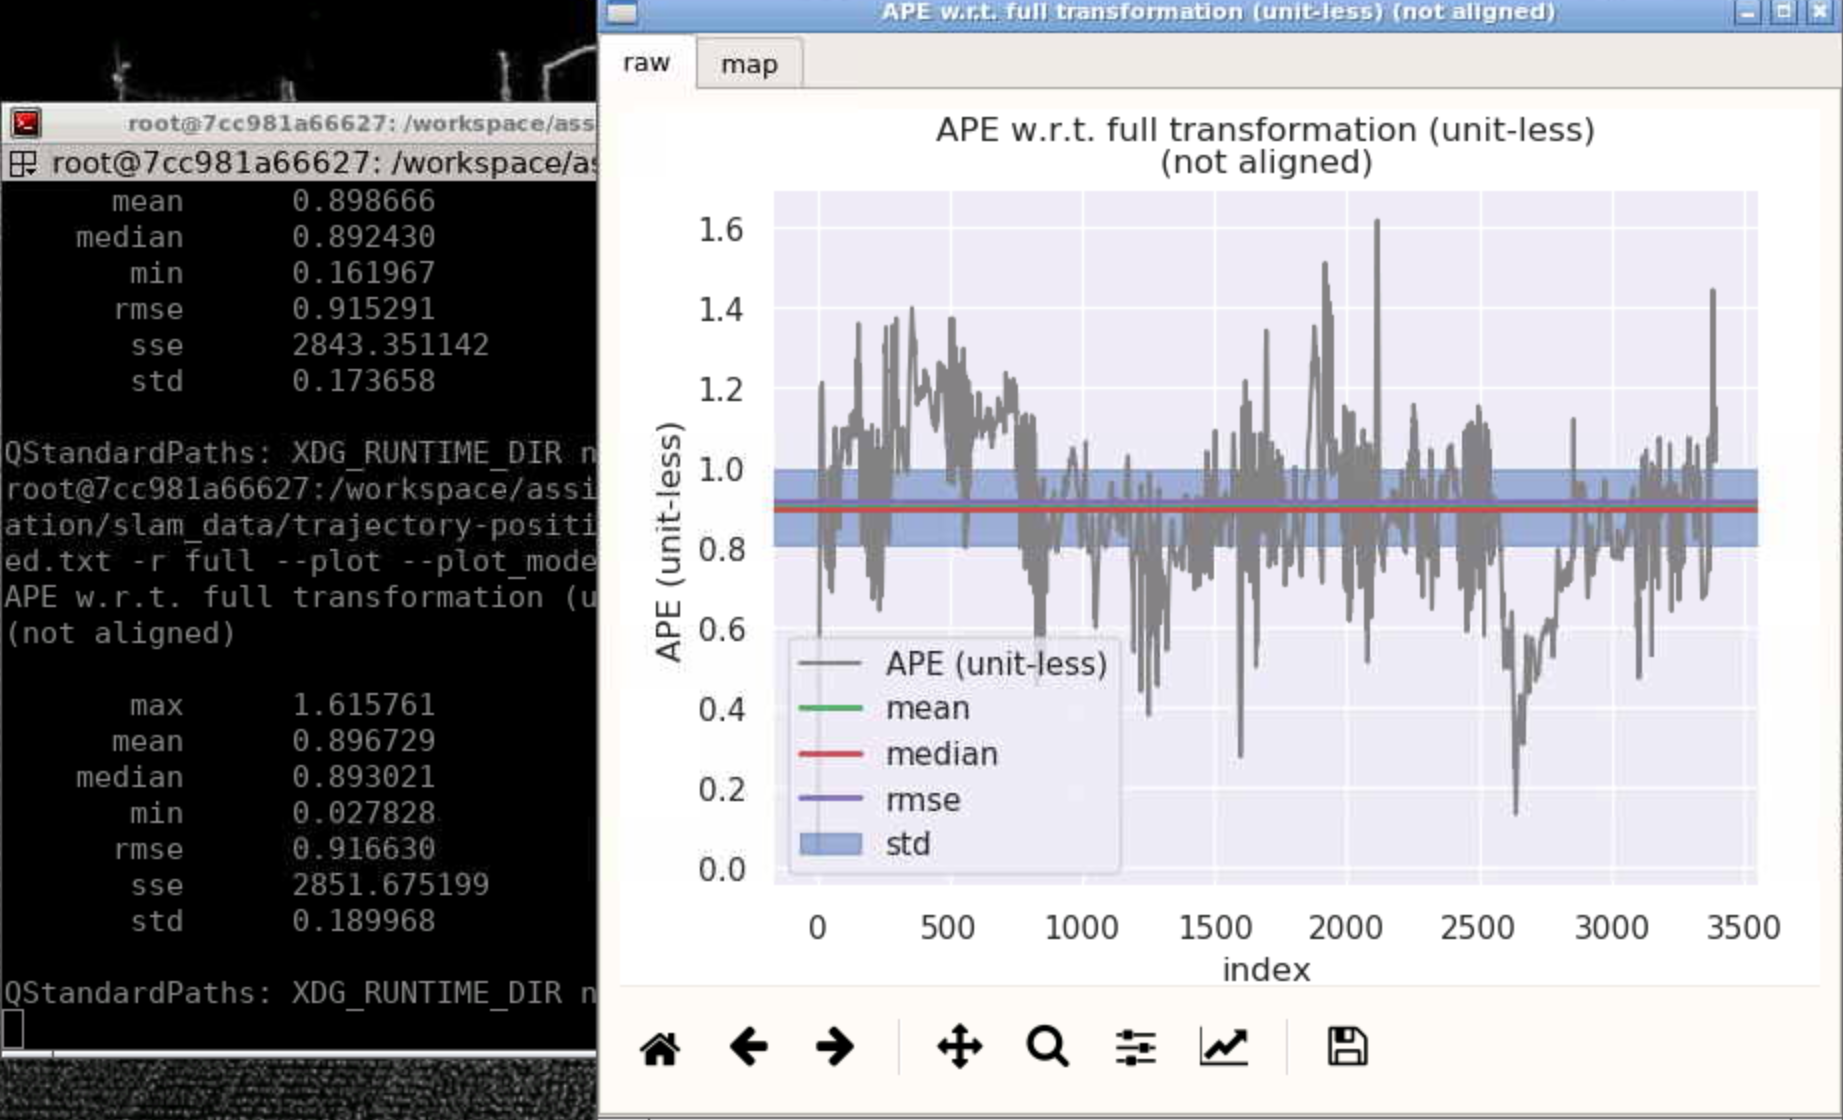 APE w.r.t. full transformation (unit-less) (not aligned)
raw map
root@7cc981a66627: /workspace/ass
root@7cc981a66627: /workspace/as
mean 0.898666
median 0.892430
min 0.161967
rmse 0.915291
sse 2843.351142
std 0.173658
QStandardPaths: XDG_RUNTIME_DIR n
root@7cc981a66627:/workspace/assi
ation/slam_data/trajectory-positi
ed.txt -r full --plot --plot_mode
APE w.r.t. full transformation (u
(not aligned)
max 1.615761
mean 0.896729
median 0.893021
min 0.027828
rmse 0.916630
sse 2851.675199
std 0.189968
QStandardPaths: XDG_RUNTIME_DIR n
APE w.r.t. full transformation (unit-less)
(not aligned)
APE (unit-less)
1.6
1.4
1.2
1.0
0.8
0.6
0.4
0.2
0.0
APE (unit-less)
mean
median
rmse
std
0 500 1000 1500 2000 2500 3000 3500
index